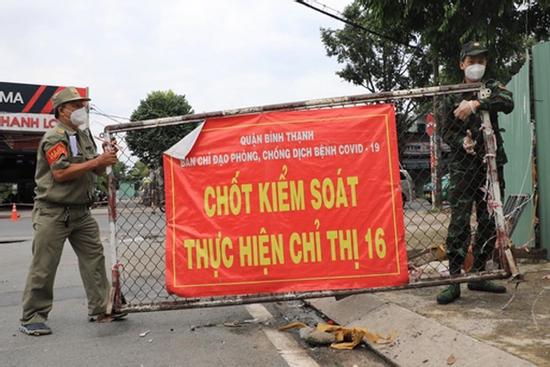 MA
HANH LO
QUẬN BÌNH THẠNH
BAN CHỈ ĐẠO PHÒNG, CHỐNG DỊCH BỆNH COVID - 19
CHỐT KIỂM SOÁT
THỰC HIỆN CHỈ THỊ 16